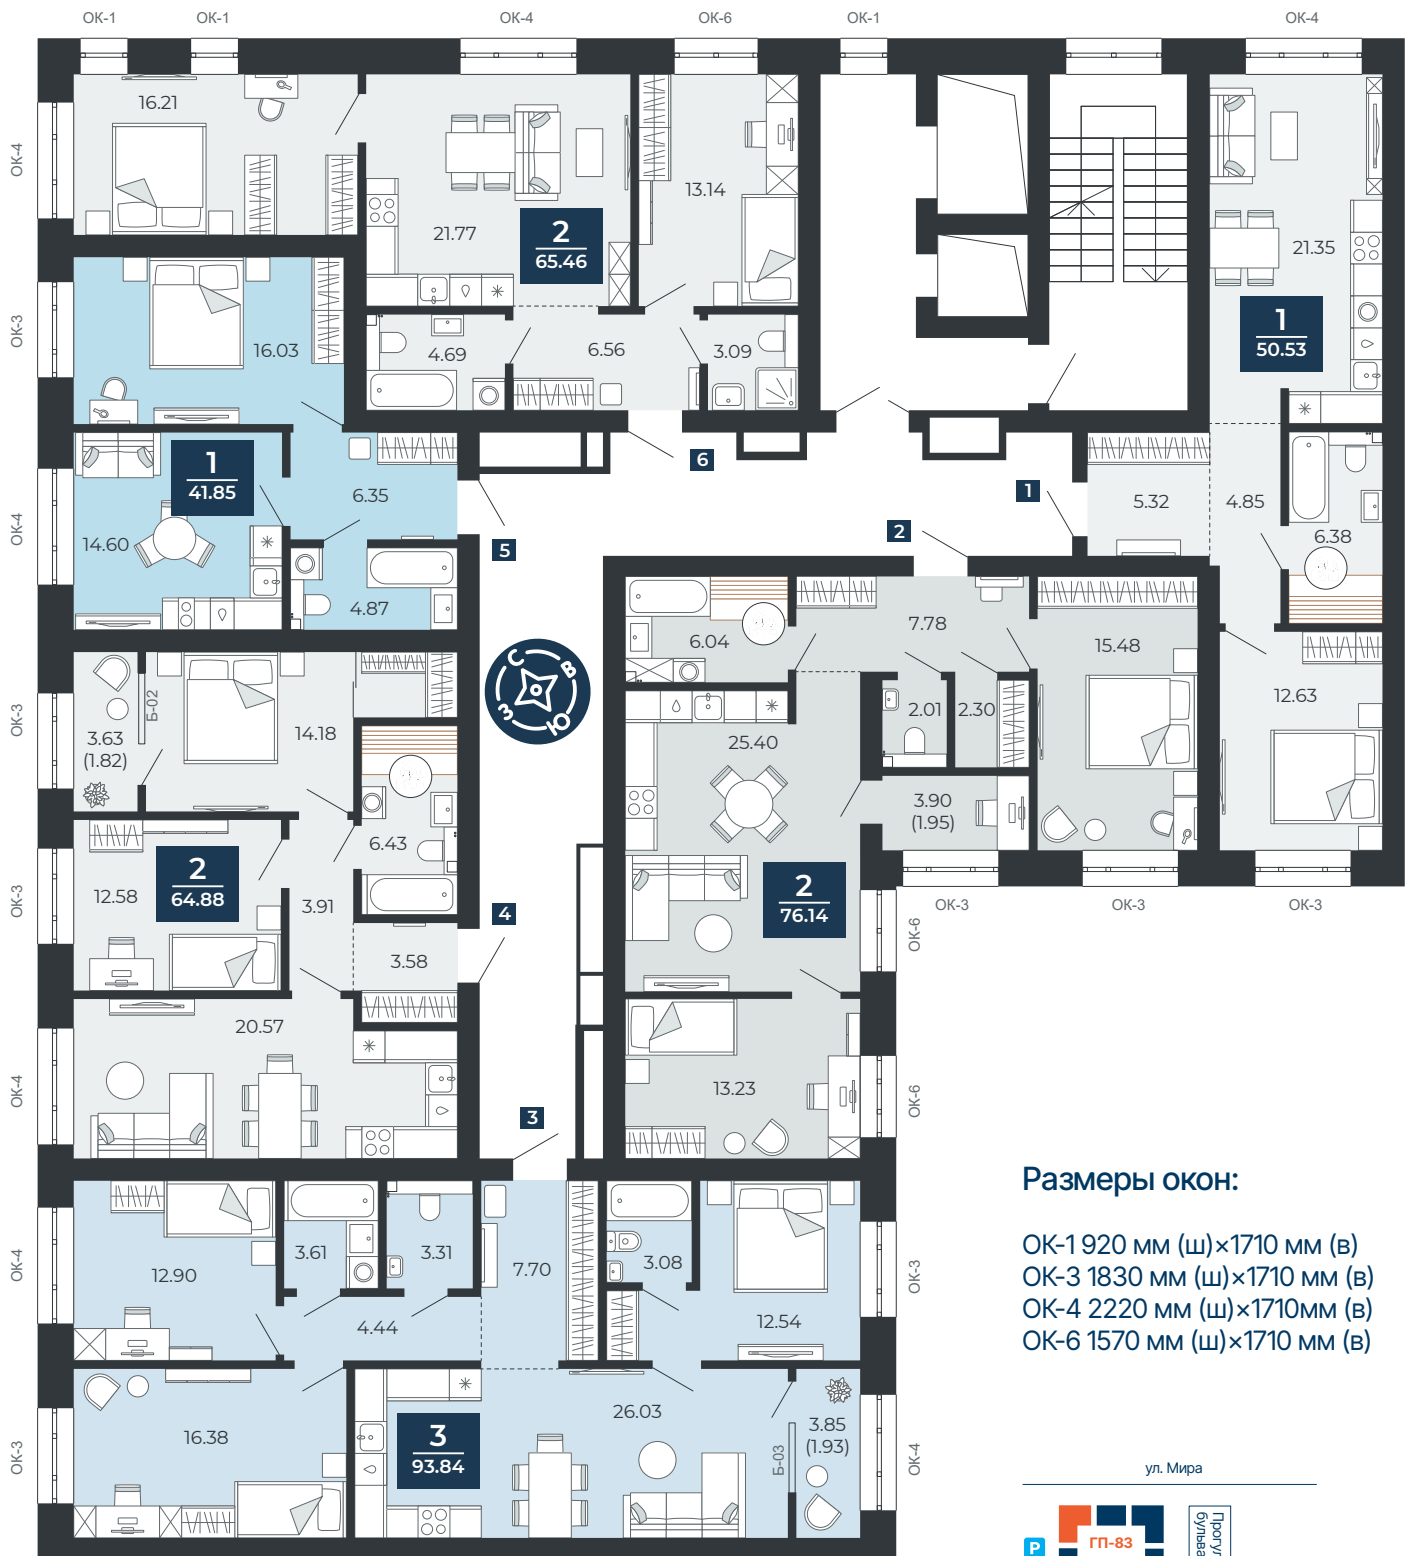 ОК-1
ОК-1
ОК-4
ОК-6
ОК-1
ОК-4
16.21
ОК-4
13.14
21.77
2
65.46
21.35
1
50.53
ОК-3
16.03
4.69
6.56
3.09
6
1
41.85
6.35
ОК-4
14.60
4.87
5
1
2
5.32
4.85
6.38
6.04
7.78
15.48
12.63
С
В
З
Ю
ОК-3
Б-02
3.63
(1.82)
14.18
2.01
2.30
25.40
3.90
(1.95)
6.43
ОК-3
12.58
2
64.88
3.91
4
2
76.14
ОК-3
ОК-3
ОК-3
ОК-6
3.58
20.57
ОК-4
13.23
ОК-6
3
Размеры окон:
ОК-1 920 мм (ш)×1710 мм (в)
ОК-3 1830 мм (ш)×1710 мм (в)
ОК-4 2220 мм (ш)×1710мм (в)
ОК-6 1570 мм (ш)×1710 мм (в)
ОК-4
12.90
3.61
3.31
7.70
3.08
12.54
ОК-3
4.44
16.38
ОК-3
3
93.84
26.03
Б-03
3.85
(1.93)
ОК-4
ул. Мира
P
ГП-83